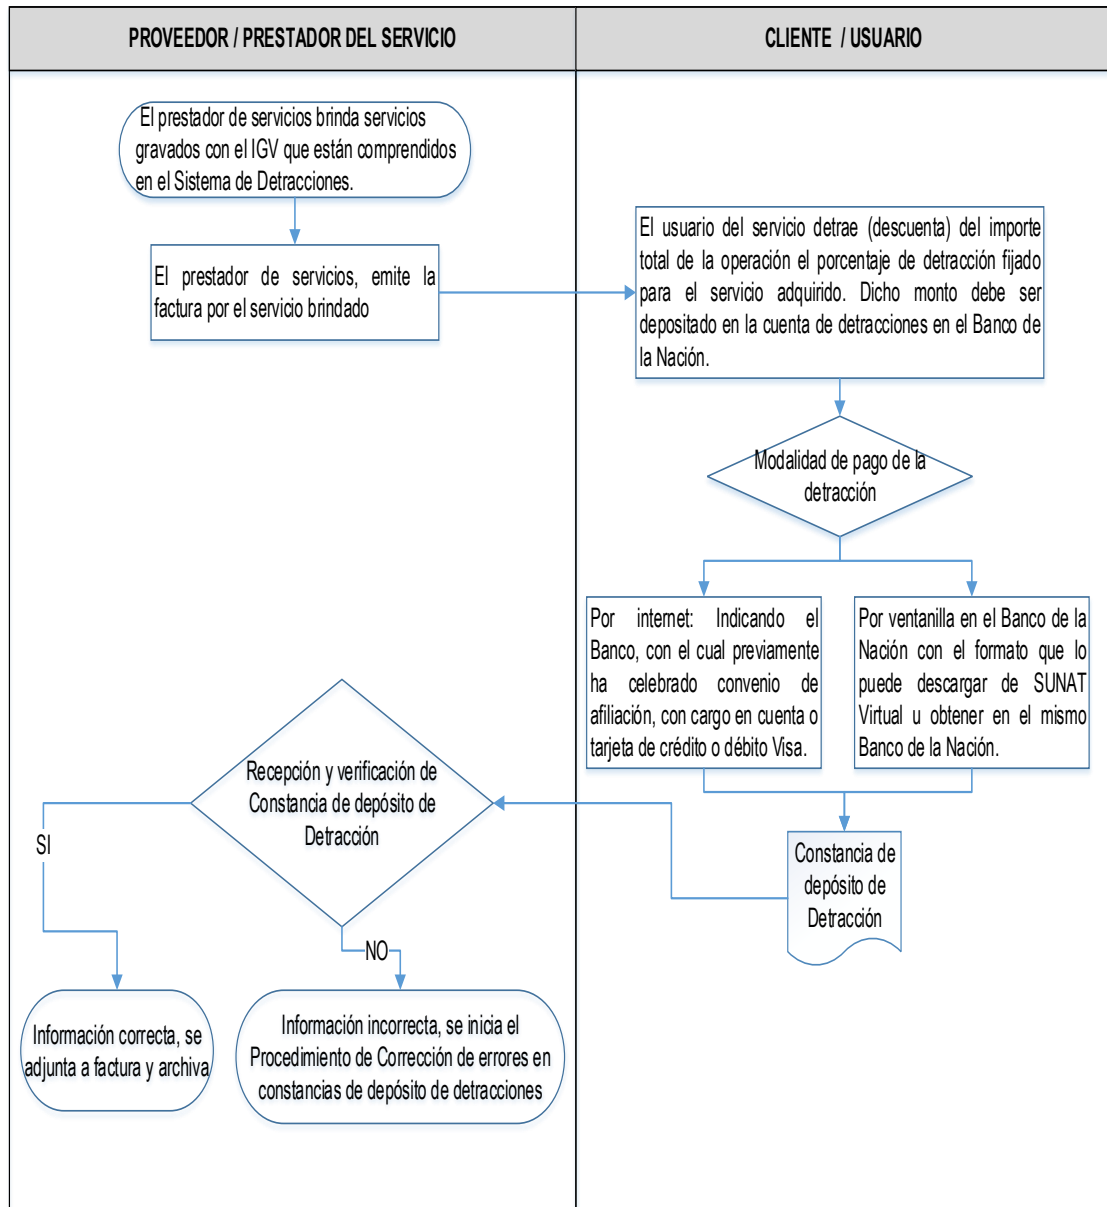 PROVEEDOR / PRESTADOR DEL SERVICIO
CLIENTE / USUARIO
El prestador de servicios brinda servicios
gravados con el IGV que están comprendidos
en el Sistema de Detracciones.
El prestador de servicios, emite la
factura por el servicio brindado
El usuario del servicio detrae (descuenta) del importe
total de la operación el porcentaje de detracción fijado
para el servicio adquirido. Dicho monto debe ser
depositado en la cuenta de detracciones en el Banco de
la Nación.
Modalidad de pago de la
detracción
Por internet: Indicando el
Banco, con el cual previamente
ha celebrado convenio de
afiliación, con cargo en cuenta o
tarjeta de crédito o débito Visa.
Por ventanilla en el Banco de la
Nación con el formato que lo
puede descargar de SUNAT
Virtual u obtener en el mismo
Banco de la Nación.
Constancia de
depósito de
Detracción
Recepción y verificación de
Constancia de depósito de
Detracción
SI
NO
Información correcta, se
adjunta a factura y archiva
Información incorrecta, se inicia el
Procedimiento de Corrección de errores en
constancias de depósito de detracciones